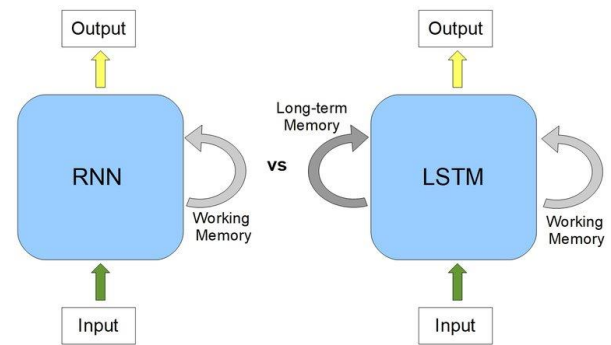 Output
RNN
Working
Memory
Input
vs
Output
Long-term
Memory
LSTM
Working
Memory
Input